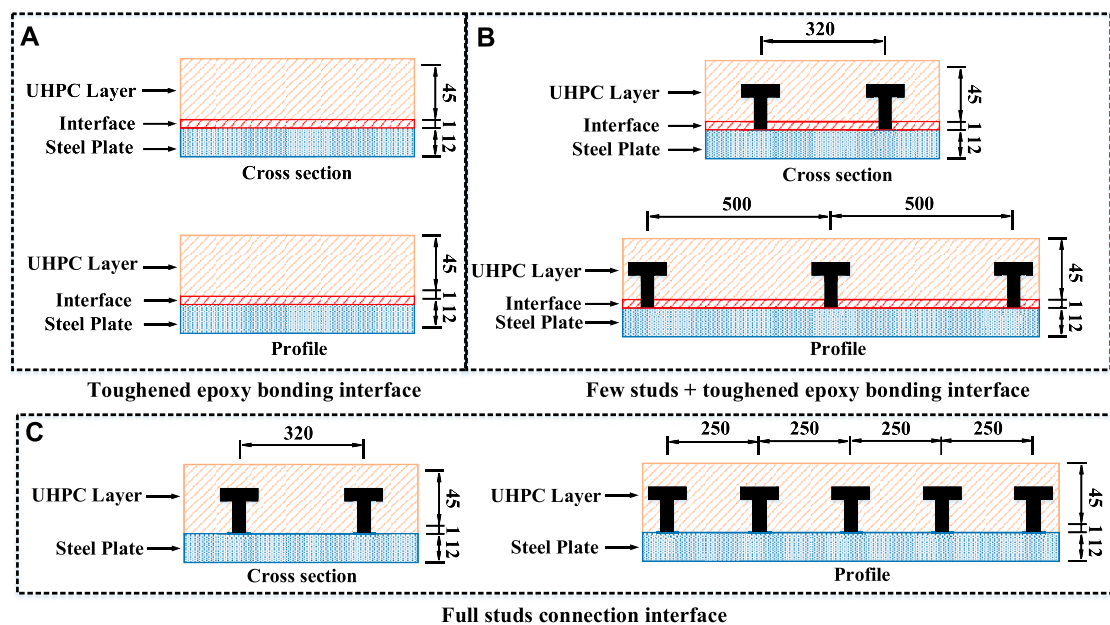 A
UHPC Layer
Interface
Steel Plate
45
1
12
Cross section
UHPC Layer
Interface
Steel Plate
45
1
12
Profile
Toughened epoxy bonding interface
B
320
UHPC Layer
Interface
Steel Plate
45
1
12
Cross section
500
500
UHPC Layer
Interface
Steel Plate
45
1
12
Profile
Few studs + toughened epoxy bonding interface
C
320
UHPC Layer
Steel Plate
45
1
12
Cross section
250
250
250
250
UHPC Layer
Steel Plate
45
1
12
Profile
Full studs connection interface